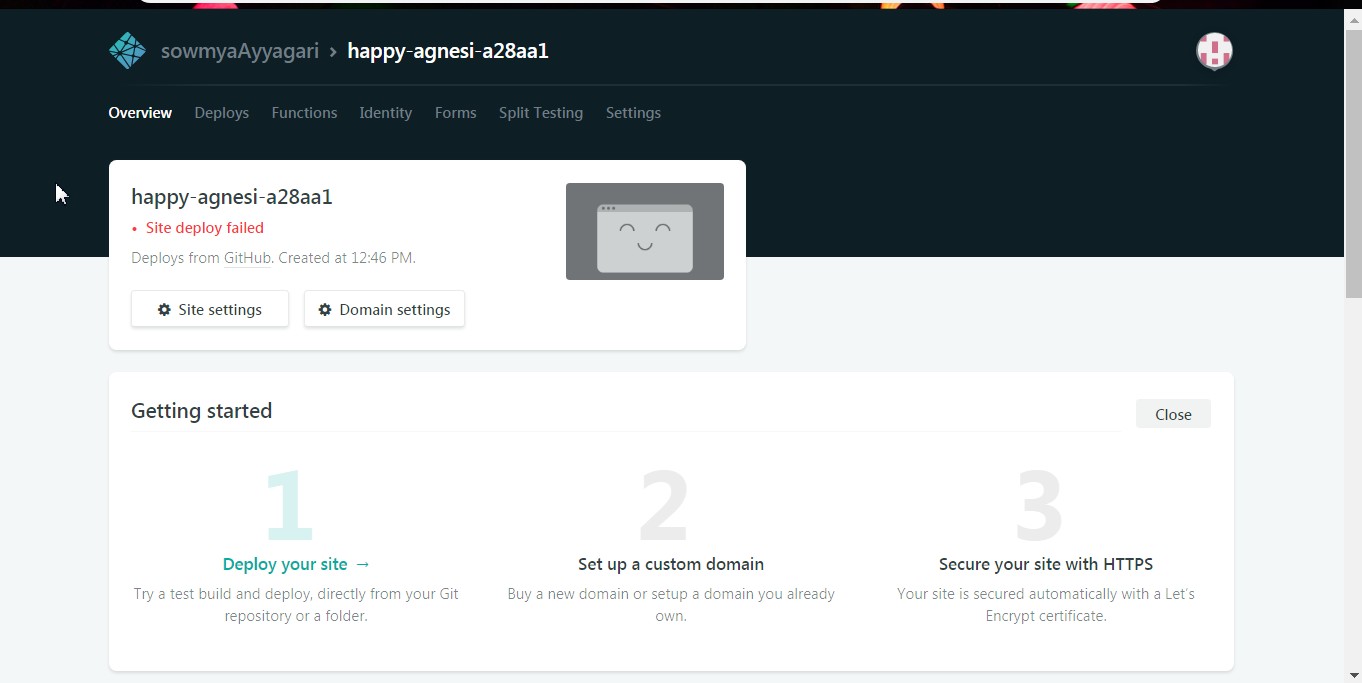 sowmyaAyyagari › happy-agnesi-a28aa1
Overview Deploys Functions Identity Forms Split Testing Settings
happy-agnesi-a28aa1
• Site deploy failed
Deploys from GitHub. Created at 12:46 PM.
Site settings Domain settings
Getting started
Close
1
Deploy your site →
Try a test build and deploy, directly from your Git
repository or a folder.
2
Set up a custom domain
Buy a new domain or setup a domain you already
own.
3
Secure your site with HTTPS
Your site is secured automatically with a Let's
Encrypt certificate.